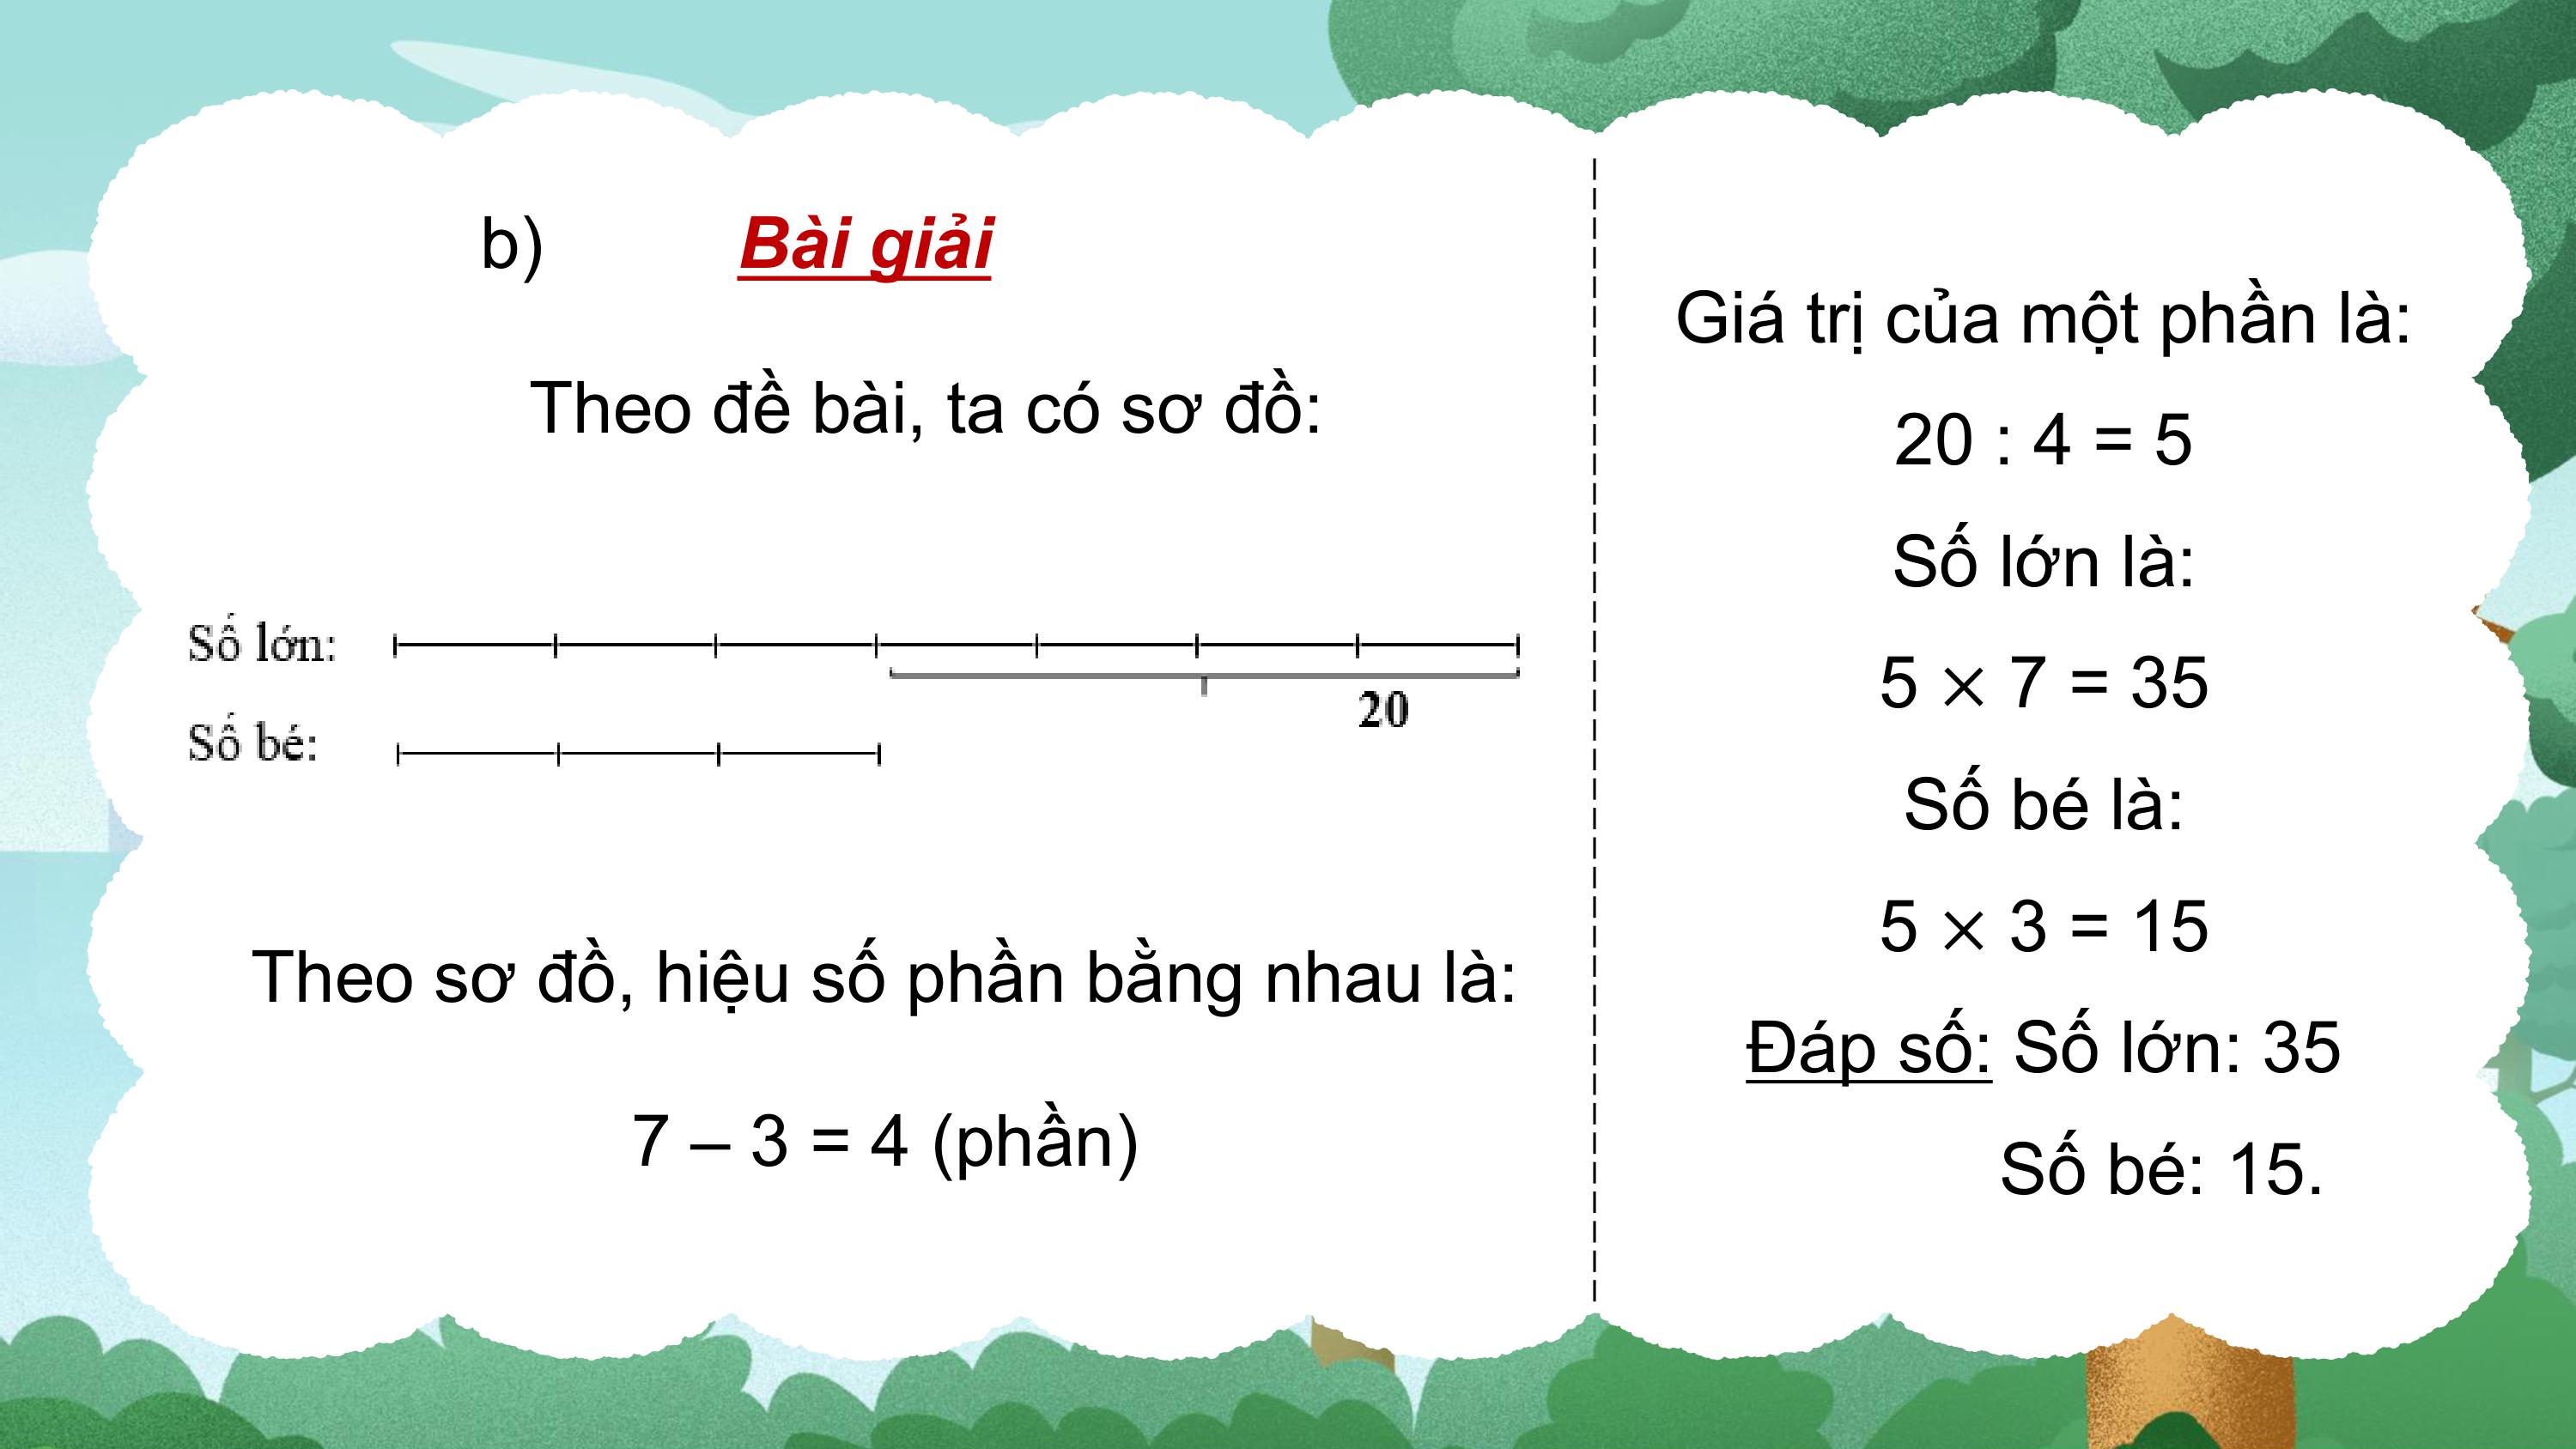 b) Bài giải
Theo đề bài, ta có sơ đồ:
Số lớn:
20
Số bé:
Theo sơ đồ, hiệu số phần bằng nhau là:
7 – 3 = 4 (phần)
Giá trị của một phần là:
20 : 4 = 5
Số lớn là:
5 × 7 = 35
Số bé là:
5 × 3 = 15
Đáp số: Số lớn: 35
Số bé: 15.